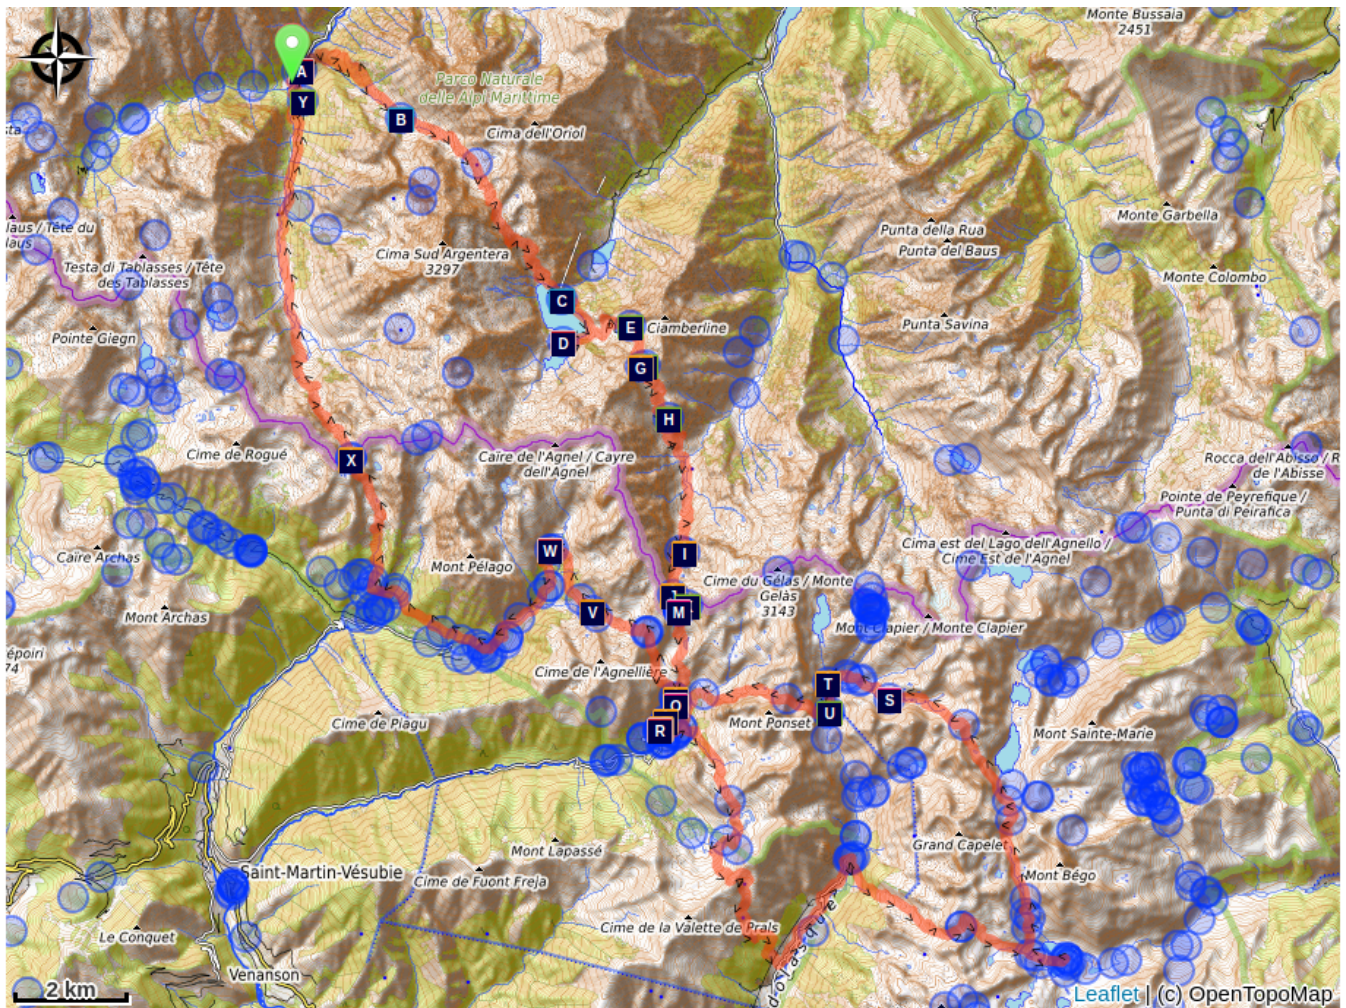 Monte Bussaia
2451
A
Parco Naturale
delle Alpi Marittime
Y
B
Cima dell'Oriol
Monte Garbella
Punta della Rua
Punta del Baus
Testa di Tablasses / Tête
des Tablasses
Cima Sud Argentera
3297
Monte Colombo
C
Pointe Giegn
D
E
Ciamberline
Punta Savina
G
H
Cime de Rogué
X
Caire de l'Agnel / Cayre
dell'Agnel
Rocca dell'Abisso / R
de l'Abisse
Pointe de Peyrefique /
Punta di Peirafica
Caïre Archas
W
Mont Pélago
I
Cima est del Lago dell'Agnello /
Cime Est de l'Agnel
Cime du Gélas / Monte
Gelàs
3143
Mont Archas
V
M
Mont Clapier / Monte Clapier
époiri
74
Cime de l'Agnellière
T
S
Cime de Piagu
R
Mont Ponset
U
Mont Sainte-Marie
Mont Lapassé
Grand Capelet
Saint-Martin-Vésubie
Cime de Fuont Freja
Mont Bégo
Le Conquet
Cime de la Valette de Prals
Venanson
2 km
Leaflet | (c) OpenTopoMap